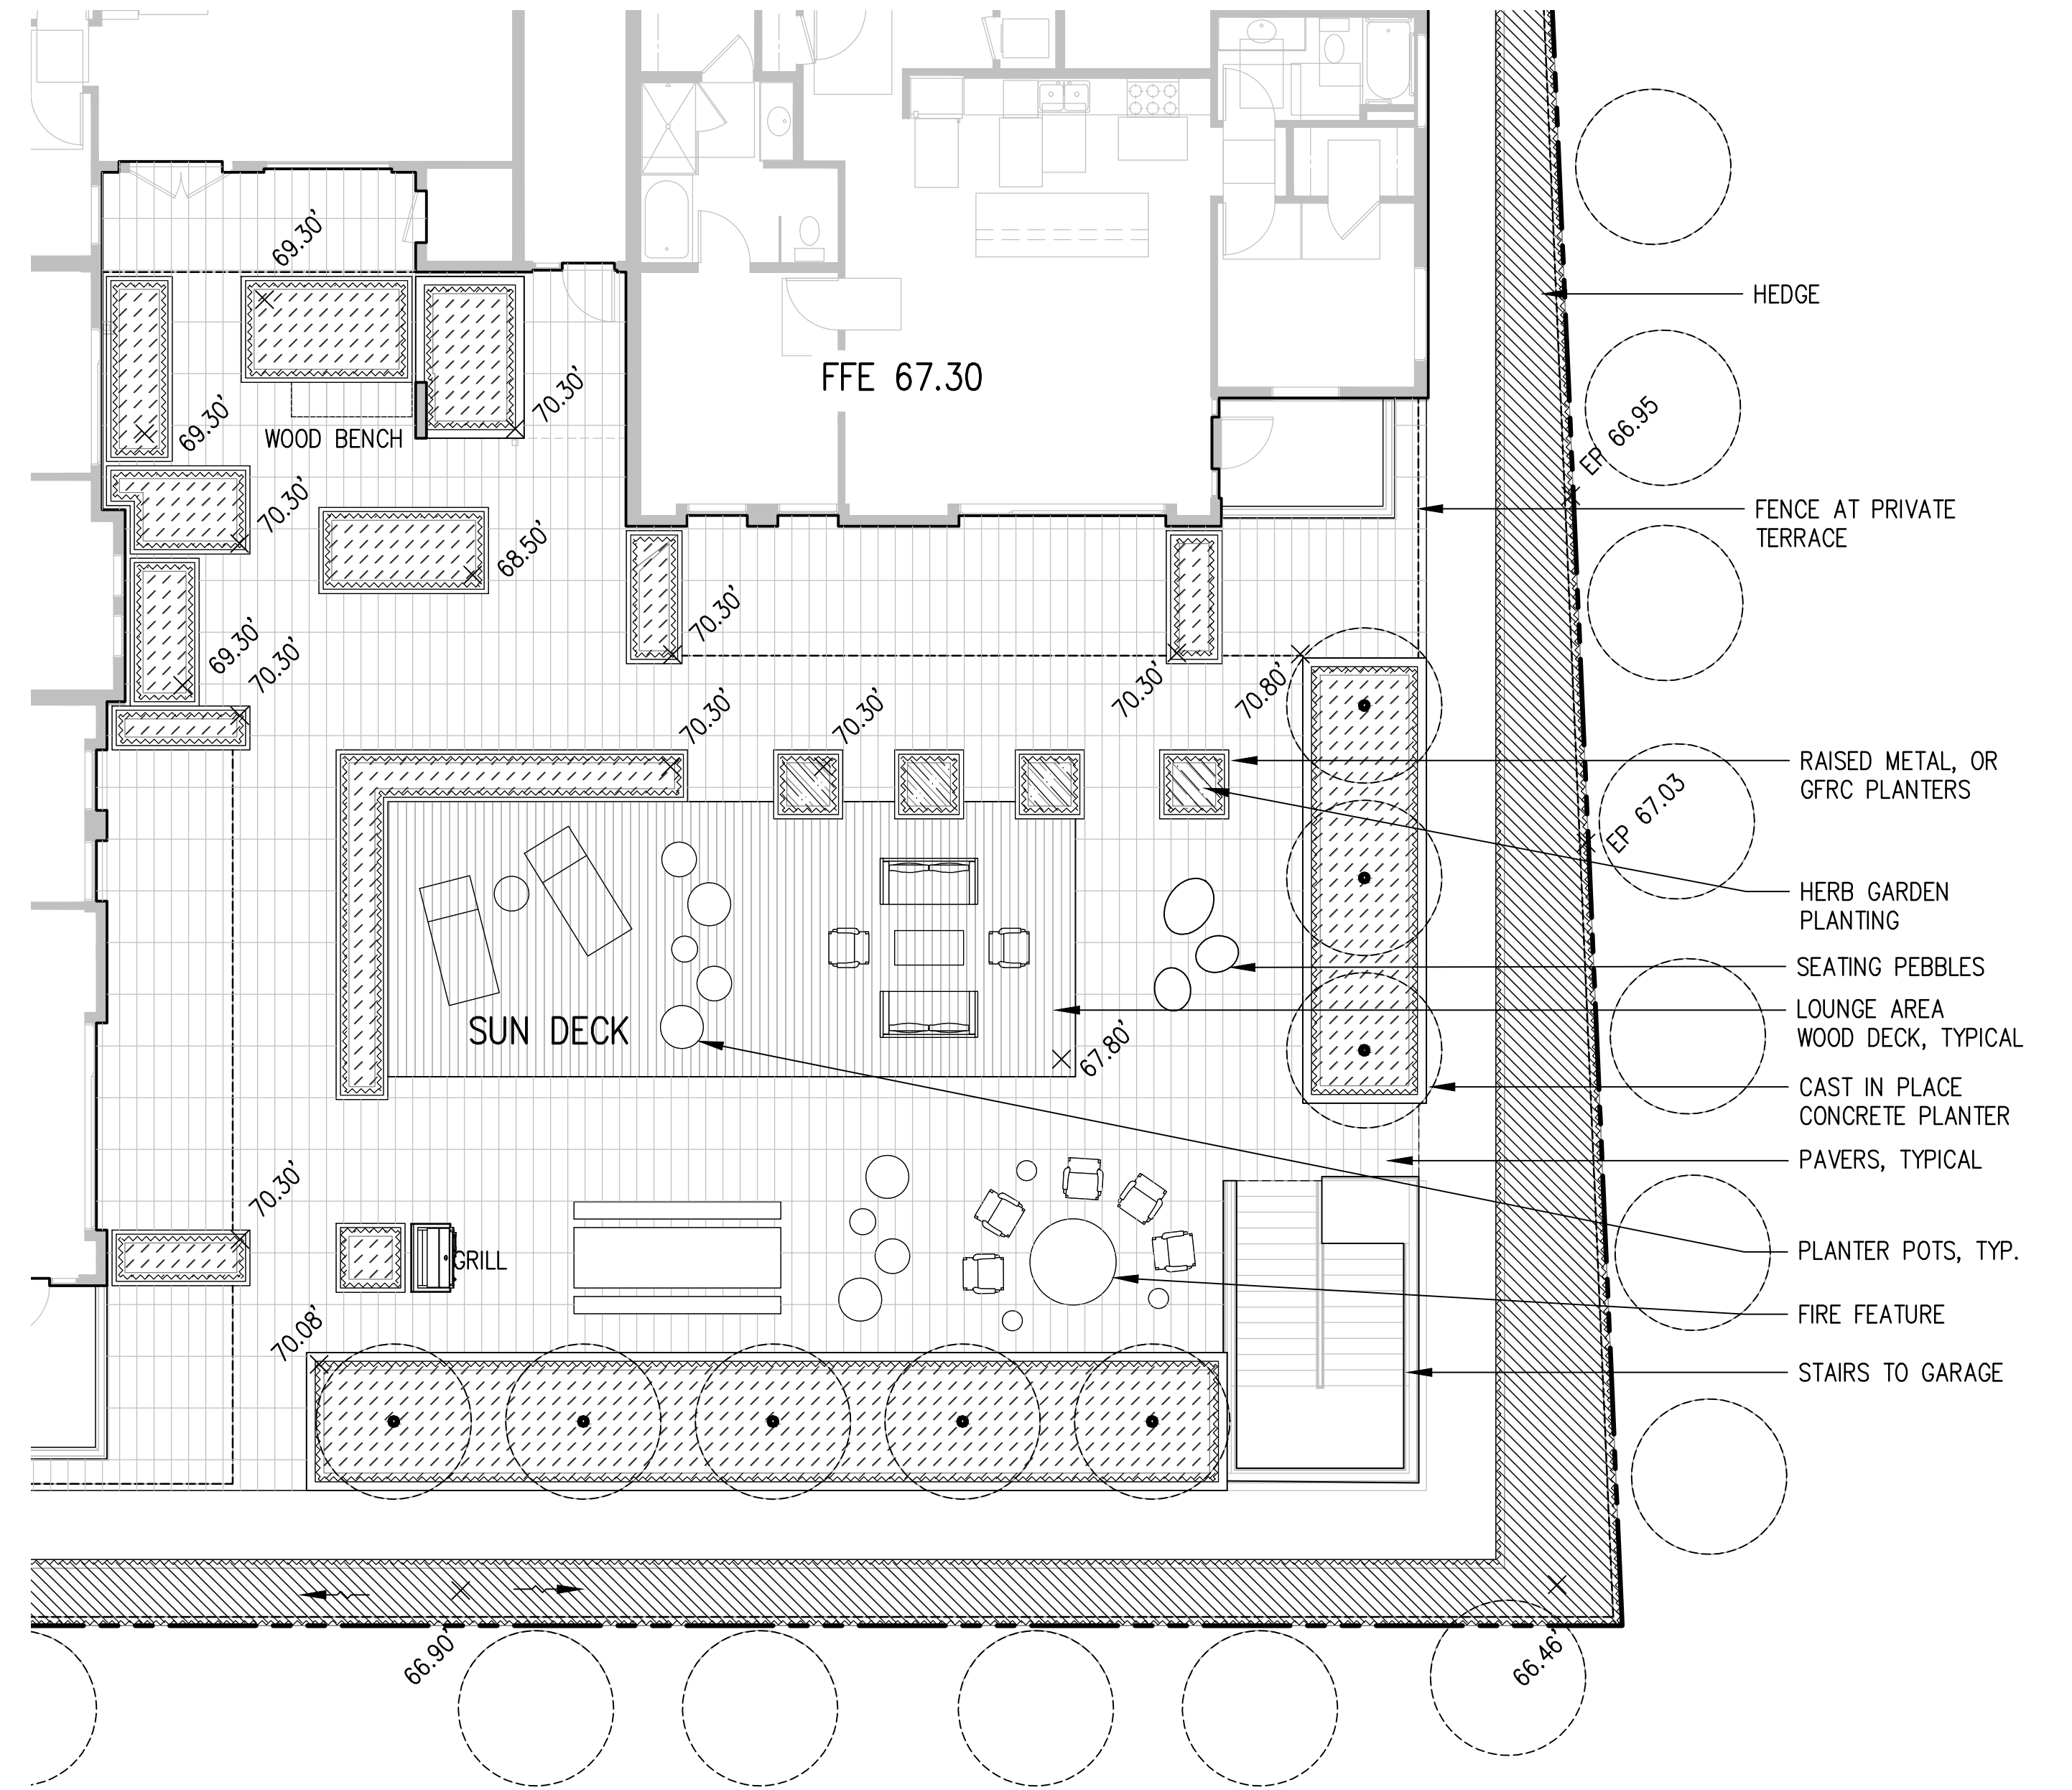 69.30'
HEDGE
FFE 67.30
70.30'
69.30'
WOOD BENCH
EP 66.95
70.30'
FENCE AT PRIVATE
TERRACE
68.50'
70.30'
69.30'
70.30'
70.30'
70.80'
70.30'
70.30'
RAISED METAL, OR
GFRC PLANTERS
EP 67.03
HERB GARDEN
PLANTING
SEATING PEBBLES
LOUNGE AREA
WOOD DECK, TYPICAL
SUN DECK
67.80'
CAST IN PLACE
CONCRETE PLANTER
PAVERS, TYPICAL
70.30'
PLANTER POTS, TYP.
GRILL
FIRE FEATURE
70.08'
STAIRS TO GARAGE
66.90'
66.46'